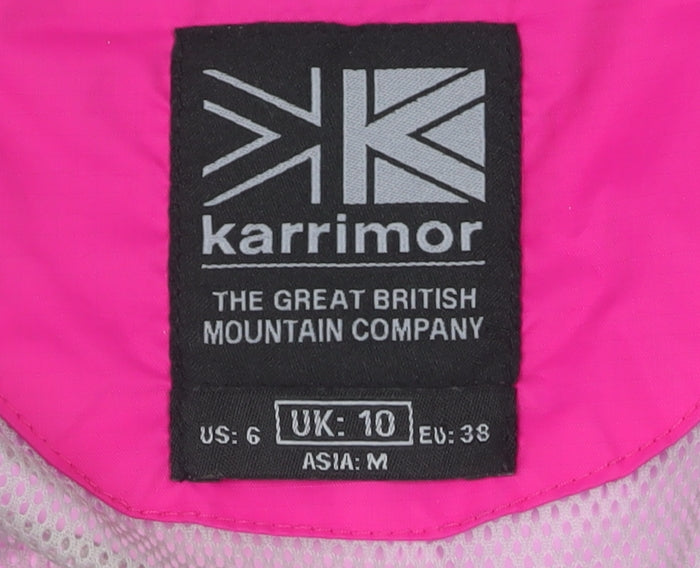 karrimor
THE GREAT BRITISH
MOUNTAIN COMPANY
US: 6 UK: 10 EU: 38
ASIA: M